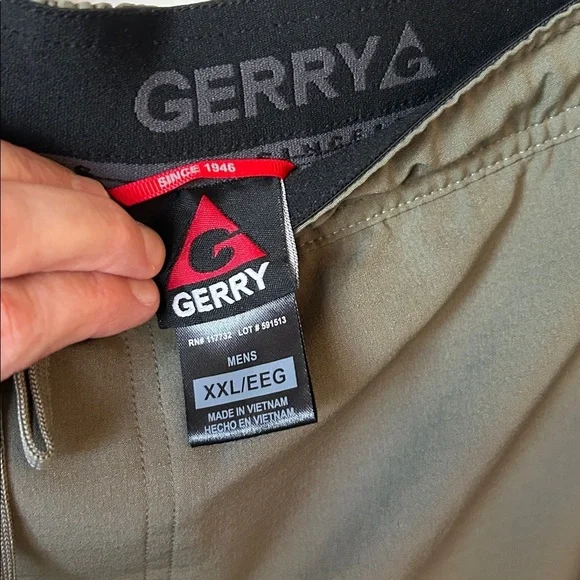 GERRY
SINCE 1946
GERRY
RN# 117732 LOT # 591513
MENS
XXL/EEG
MADE IN VIETNAM
HECHO EN VIETNAM